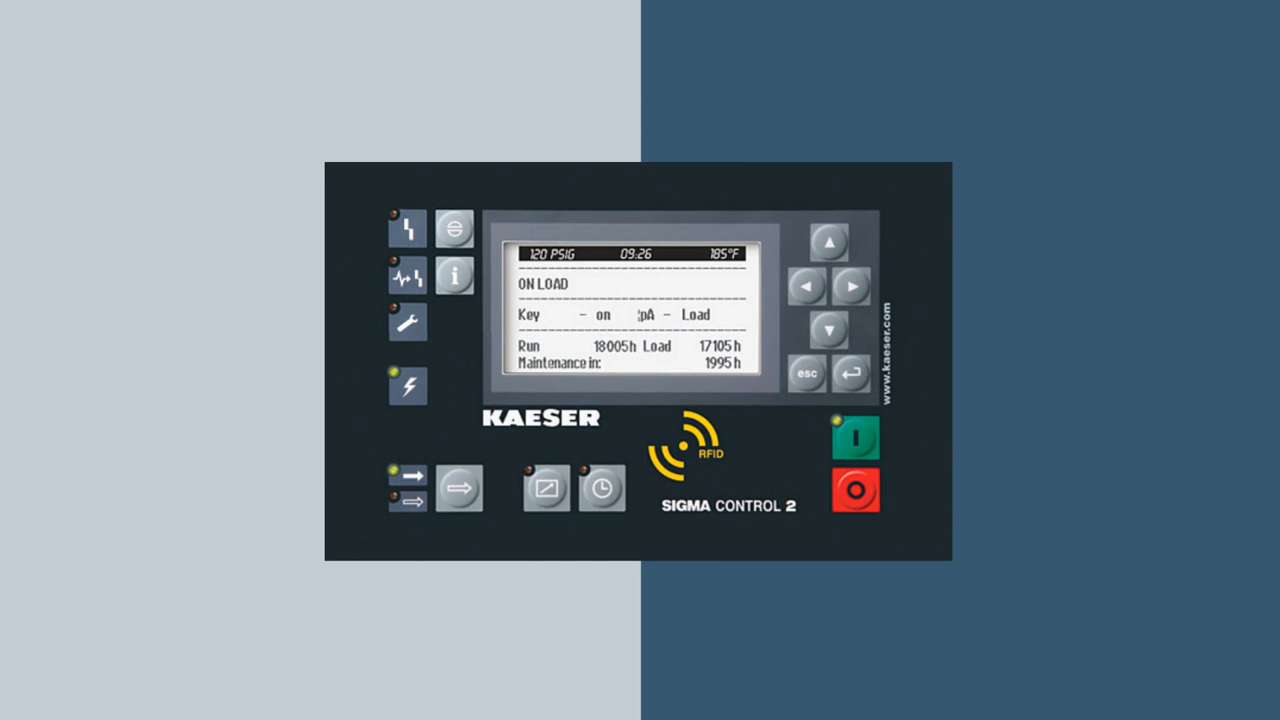 120 PSIG 09:26 185°F
ON LOAD
Key - on pA - Load
Run 18005h Load 17105h
Maintenance in: 1995h
esc
www.kaeser.com
KAESER
RFID
SIGMA CONTROL 2